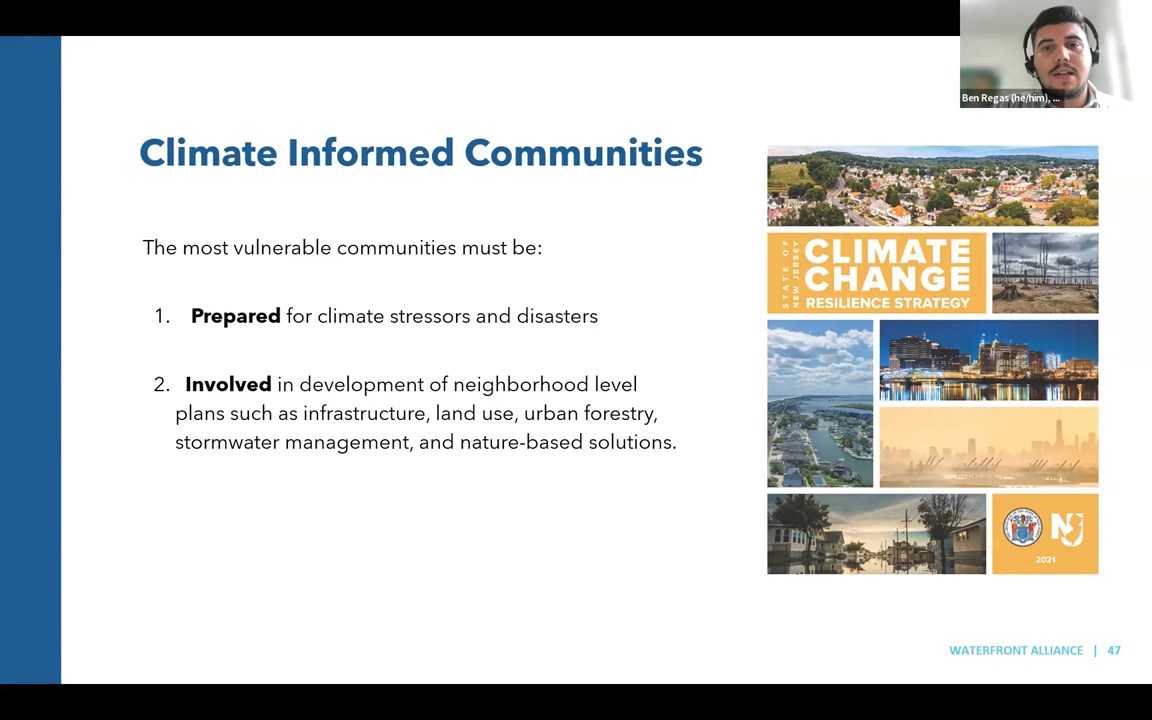 Ben Regas (he/him), ...
Climate Informed Communities
The most vulnerable communities must be:
1. Prepared for climate stressors and disasters
2. Involved in development of neighborhood level
plans such as infrastructure, land use, urban forestry,
stormwater management, and nature-based solutions.
STATE OF
NEW JERSEY
CLIMATE
CHANGE
RESILIENCE STRATEGY
NJ
2021
WATERFRONT ALLIANCE | 47